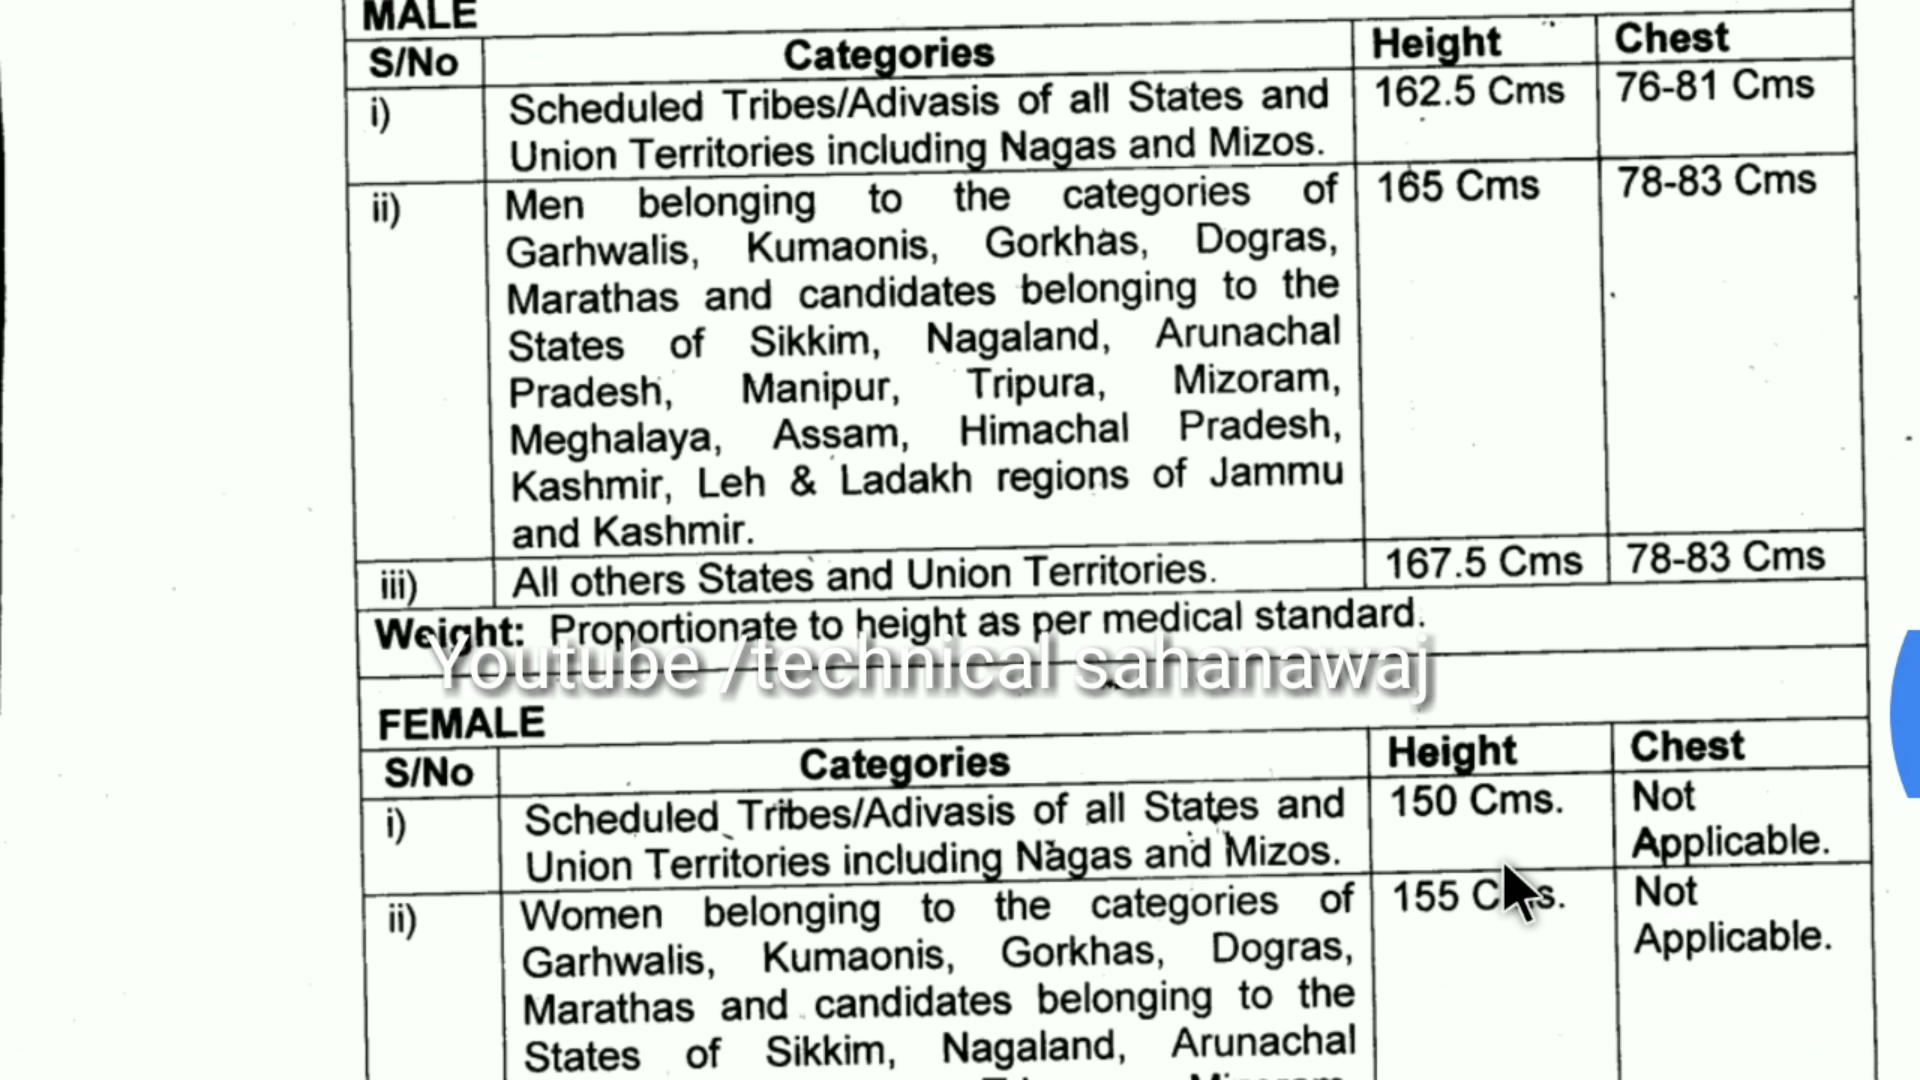 MALE
S/No Categories Height Chest
i) Scheduled Tribes/Adivasis of all States and 162.5 Cms 76-81 Cms
Union Territories including Nagas and Mizos.
ii) Men belonging to the categories of 165 Cms 78-83 Cms
Garhwalis, Kumaonis, Gorkhas, Dogras,
Marathas and candidates belonging to the
States of Sikkim, Nagaland, Arunachal
Pradesh, Manipur, Tripura, Mizoram,
Meghalaya, Assam, Himachal Pradesh,
Kashmir, Leh & Ladakh regions of Jammu
and Kashmir.
iii) All others States and Union Territories. 167.5 Cms 78-83 Cms
Weight: Proportionate to height as per medical standard.
Youtube /technical sahanawaj
FEMALE
S/No Categories Height Chest
i) Scheduled Tribes/Adivasis of all States and 150 Cms. Not
Union Territories including Nagas and Mizos. Applicable.
ii) Women belonging to the categories of 155 Cms. Not
Garhwalis, Kumaonis, Gorkhas, Dogras, Applicable.
Marathas and candidates belonging to the
States of Sikkim, Nagaland, Arunachal